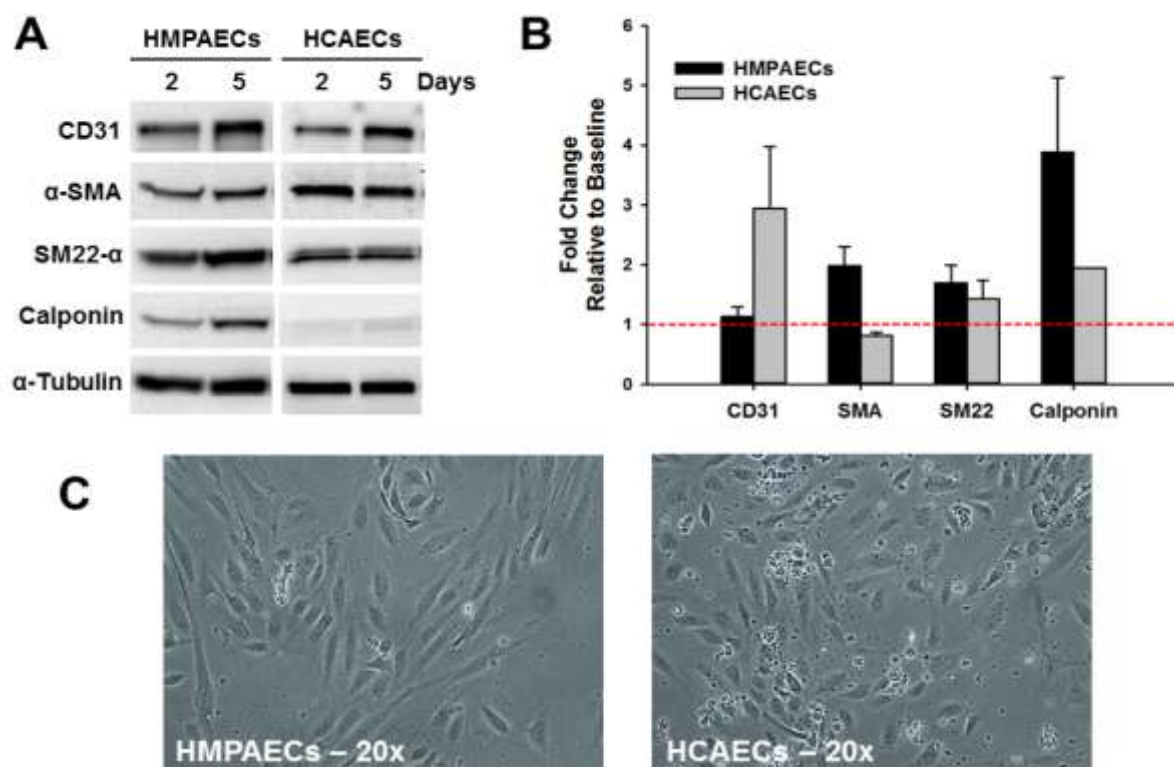 A
HMPAECs HCAECs
2 5 2 5 Days
CD31
α-SMA
SM22-α
Calponin
α-Tubulin
B
6
5
4
3
2
1
0
Fold Change
Relative to Baseline
HMPAECs
HCAECs
CD31 SMA SM22 Calponin
C
HMPAECs – 20x
HCAECs – 20x